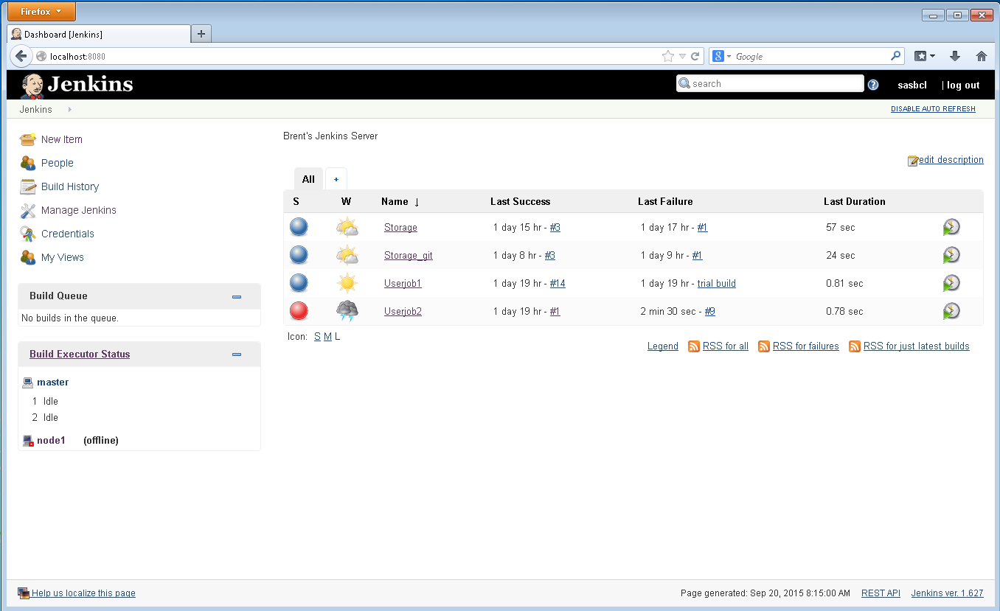 Firefox
Dashboard [Jenkins]
localhost:8080
Google
Jenkins
search
sasbcl | log out
Jenkins
DISABLE AUTO REFRESH
New Item
People
Build History
Manage Jenkins
Credentials
My Views
Build Queue
No builds in the queue.
Build Executor Status
master
1 Idle
2 Idle
node1 (offline)
Brent's Jenkins Server
edit description
All +
S W Name ↓ Last Success Last Failure Last Duration
Storage 1 day 15 hr - #3 1 day 17 hr - #1 57 sec
Storage_git 1 day 8 hr - #3 1 day 9 hr - #1 24 sec
Userjob1 1 day 19 hr - #14 1 day 19 hr - trial build 0.81 sec
Userjob2 1 day 19 hr - #1 2 min 30 sec - #9 0.78 sec
Icon: S M L
Legend RSS for all RSS for failures RSS for just latest builds
Help us localize this page
Page generated: Sep 20, 2015 8:15:00 AM REST API Jenkins ver. 1.627